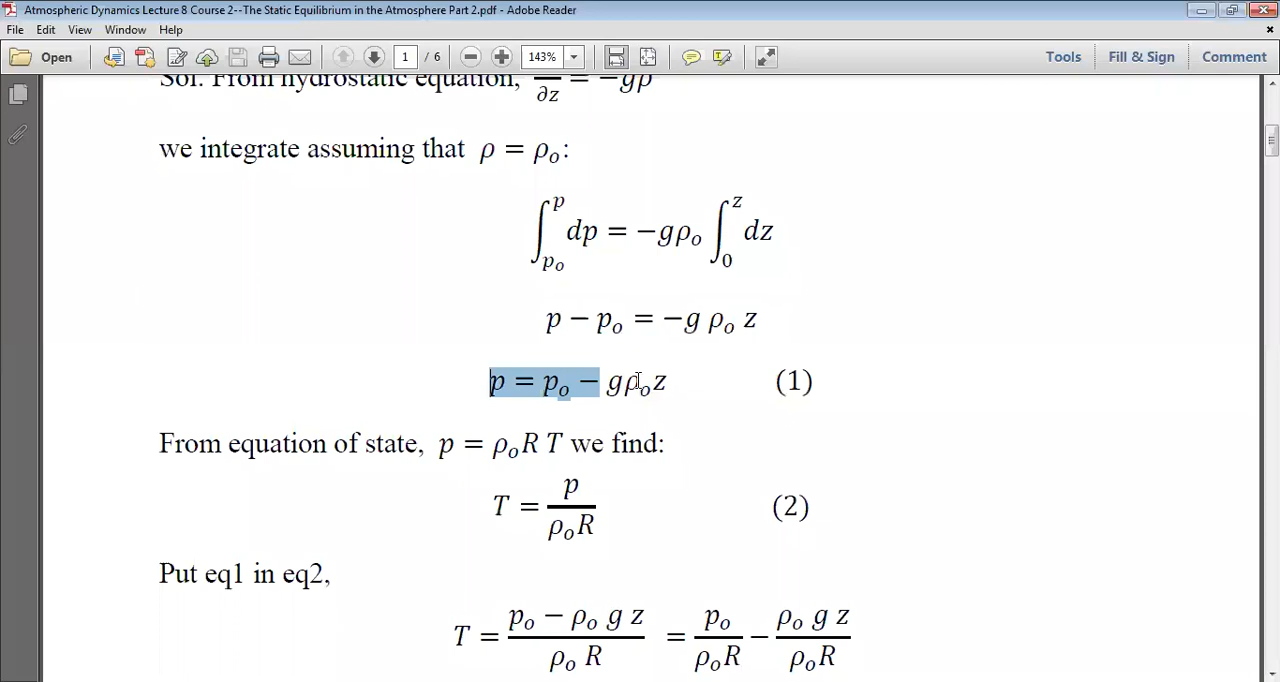 Atmospheric Dynamics Lecture 8 Course 2--The Static Equilibrium in the Atmosphere Part 2.pdf - Adobe Reader
File Edit View Window Help
Open 1 / 6 143% Tools Fill & Sign Comment
Sol. From hydrostatic equation, ∂z = −gρ
we integrate assuming that ρ = ρₒ:
∫_{pₒ}^{p} dp = −gρₒ ∫_{0}^{z} dz
p − pₒ = −g ρₒ z
p = pₒ − gρₒz (1)
From equation of state, p = ρₒR T we find:
T = p / ρₒR (2)
Put eq1 in eq2,
T = (pₒ − ρₒ g z) / (ρₒ R) = pₒ / ρₒR − ρₒ g z / ρₒR